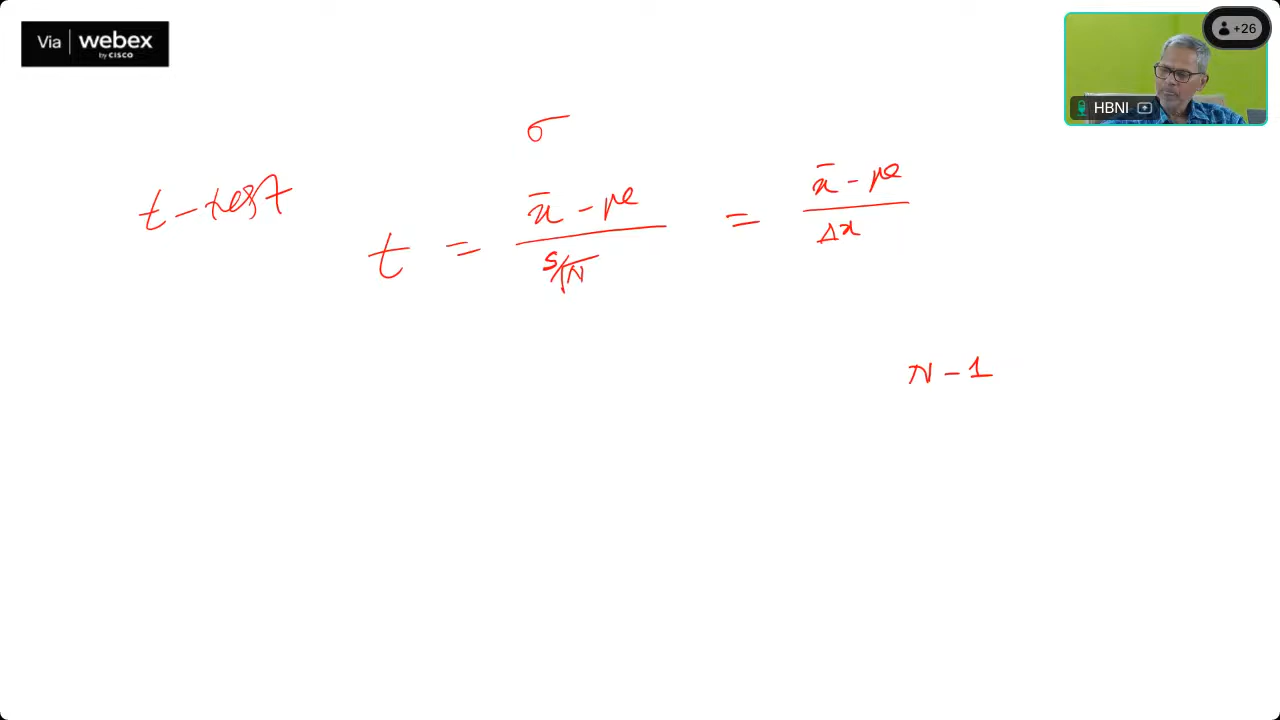 Via | webex
by CISCO
+26
HBNI
σ
t-test
t = (x̄ - μ) / (s/√N) = (x̄ - μ) / Δx
N - 1